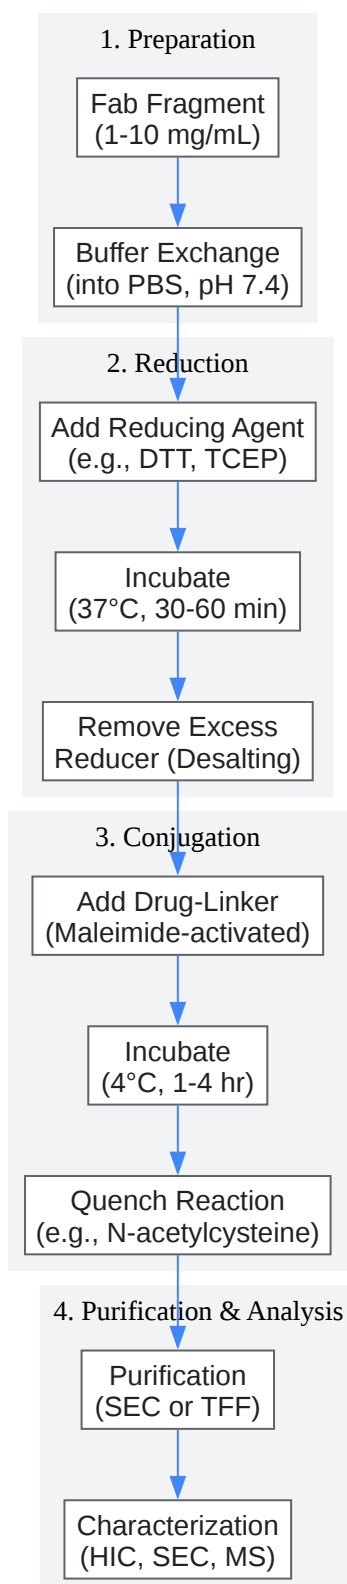 1. Preparation
Fab Fragment
(1-10 mg/mL)
Buffer Exchange
(into PBS, pH 7.4)
2. Reduction
Add Reducing Agent
(e.g., DTT, TCEP)
Incubate
(37°C, 30-60 min)
Remove Excess
Reducer (Desalting)
3. Conjugation
Add Drug-Linker
(Maleimide-activated)
Incubate
(4°C, 1-4 hr)
Quench Reaction
(e.g., N-acetylcysteine)
4. Purification & Analysis
Purification
(SEC or TFF)
Characterization
(HIC, SEC, MS)